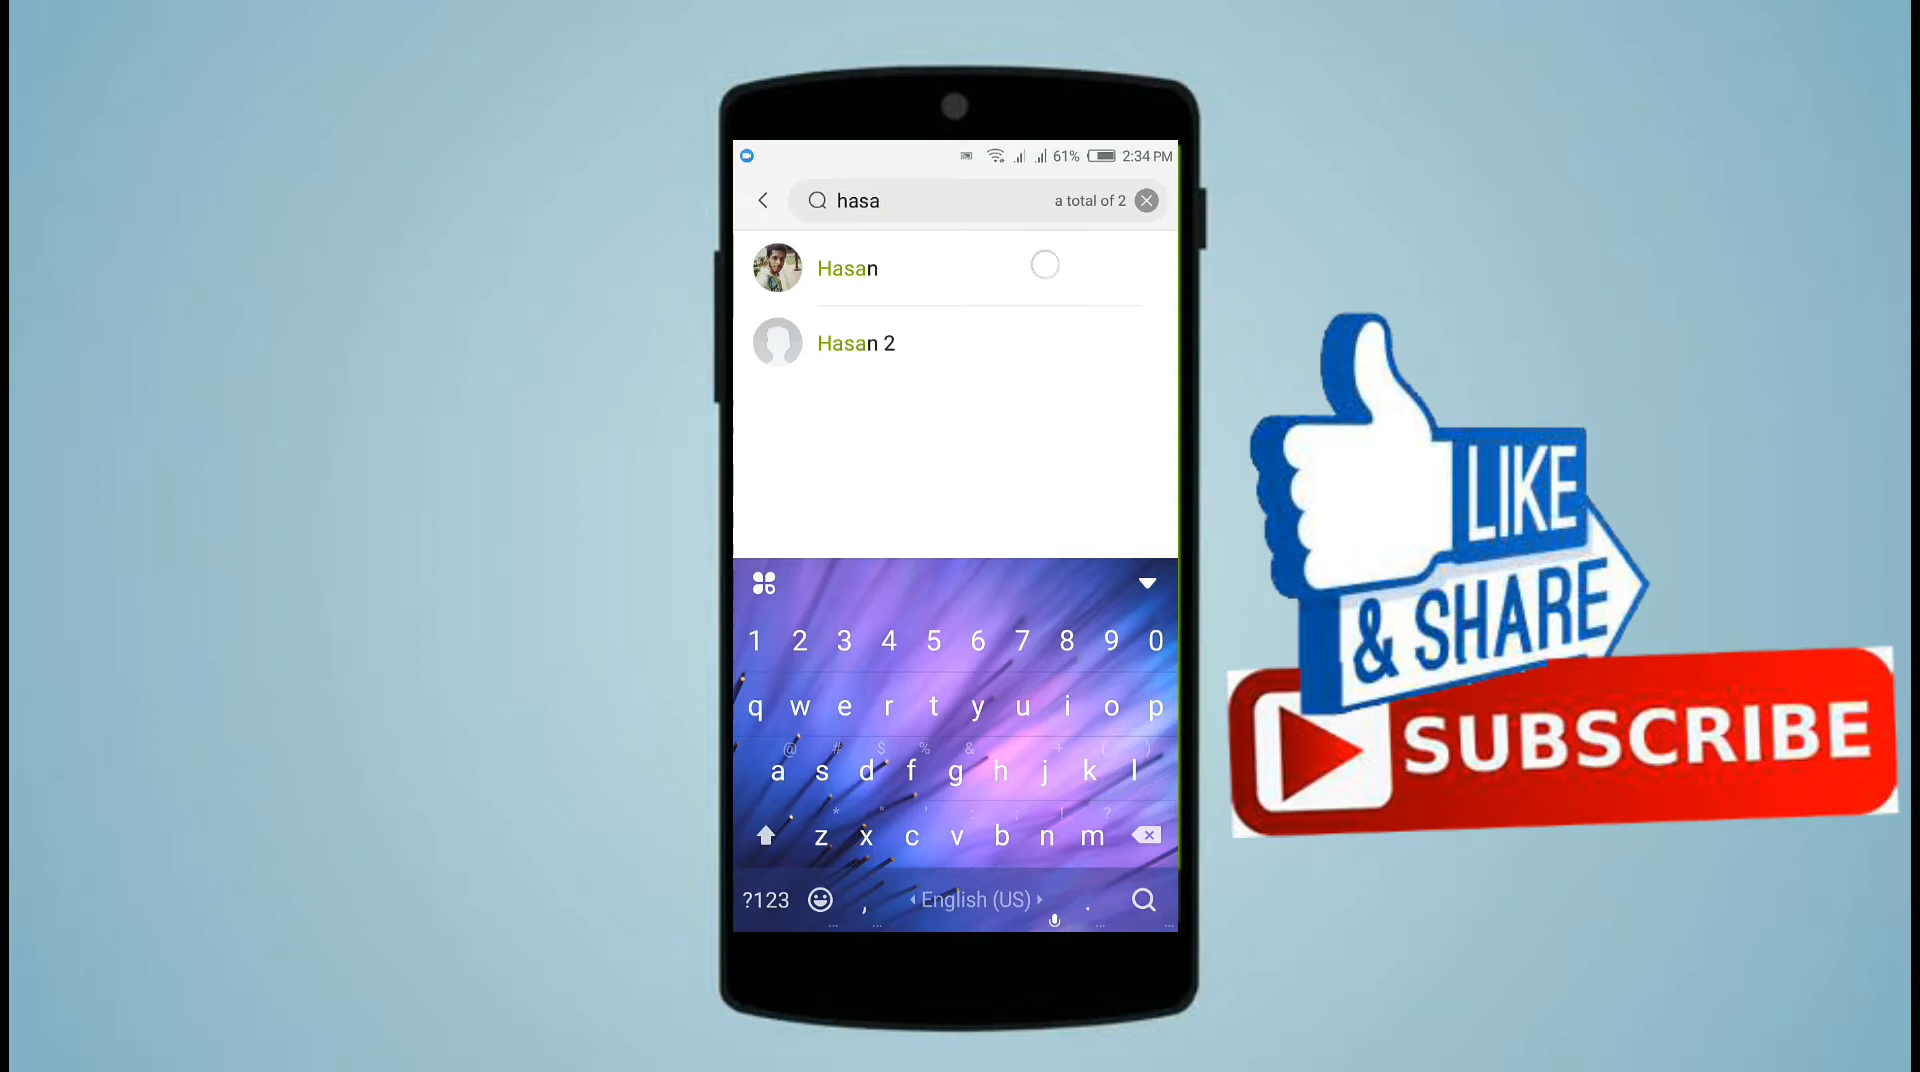 61% 2:34 PM
hasa a total of 2
Hasan
Hasan 2
1 2 3 4 5 6 7 8 9 0
q w e r t y u i o p
@ # $ % & + ( )
a s d f g h j k l
* " ' : ; ! ?
z x c v b n m
?123 , English (US) .
LIKE
& SHARE
SUBSCRIBE